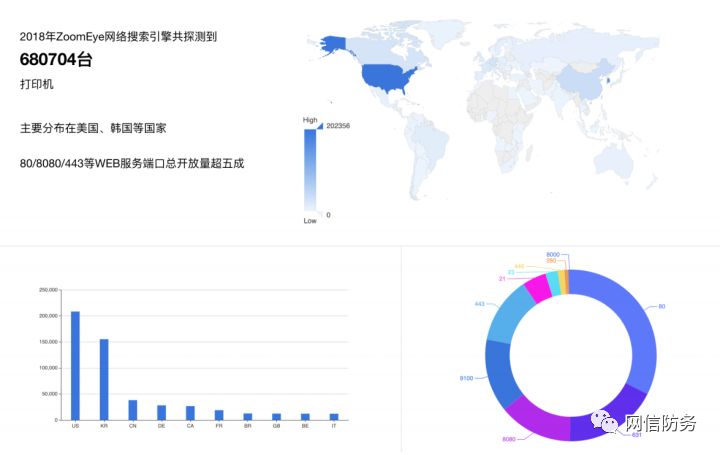 2018年ZoomEye网络搜索引擎共探测到
680704台
打印机
主要分布在美国、韩国等国家
80/8080/443等WEB服务端口总开放量超五成
High
202356
0
Low
250,000
200,000
150,000
100,000
50,000
0
US KR CN DE CA FR BR GB BE IT
8000
445
23
21
443
80
9100
8080
631
网信防务